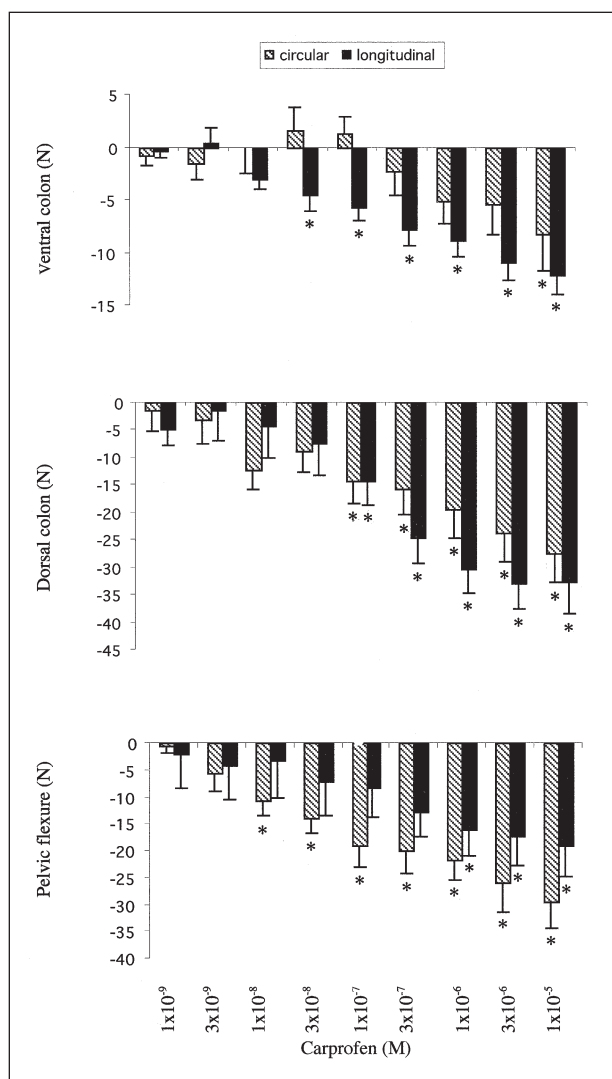 circular longitudinal
Ventral colon (N)
5
0
-5
-10
-15
* * * * * * *
Dorsal colon (N)
0
-5
-10
-15
-20
-25
-30
-35
-40
-45
* * * * * * * * * *
Pelvic flexure (N)
0
-5
-10
-15
-20
-25
-30
-35
-40
* * * * * * * * * *
1x10⁻⁹ 3x10⁻⁹ 1x10⁻⁸ 3x10⁻⁸ 1x10⁻⁷ 3x10⁻⁷ 1x10⁻⁶ 3x10⁻⁶ 1x10⁻⁵
Carprofen (M)